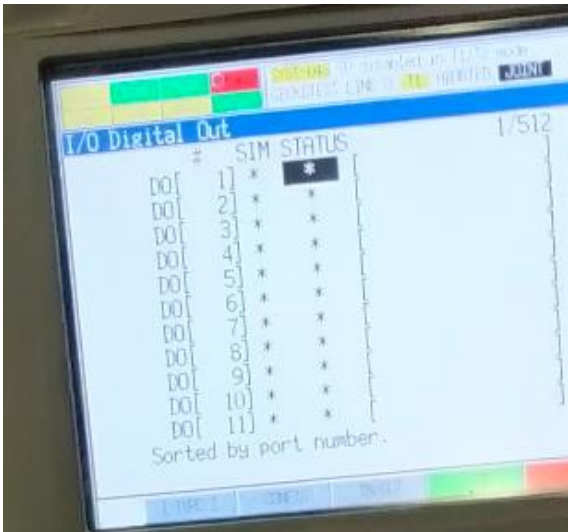 I/O Digital Out 1/512
# SIM STATUS
DO[ 1] * * [ ]
DO[ 2] * * [ ]
DO[ 3] * * [ ]
DO[ 4] * * [ ]
DO[ 5] * * [ ]
DO[ 6] * * [ ]
DO[ 7] * * [ ]
DO[ 8] * * [ ]
DO[ 9] * * [ ]
DO[ 10] * * [ ]
DO[ 11] * * [ ]
Sorted by port number.
[ TYPE ]